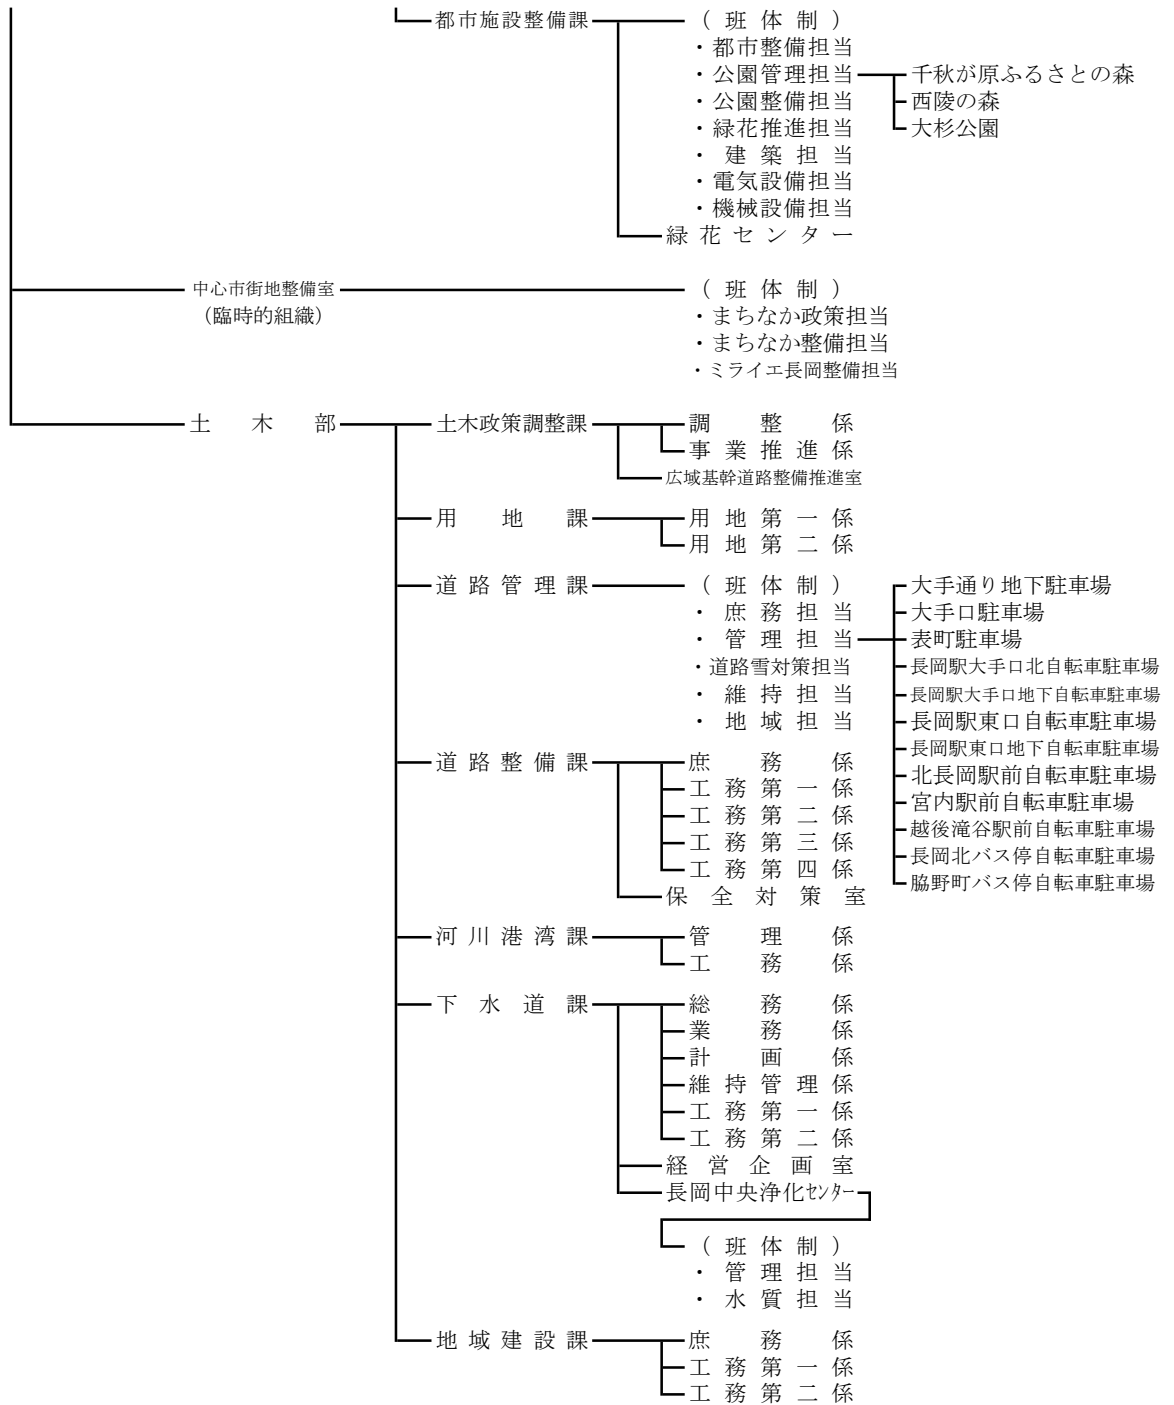 都市施設整備課 （班体制）
・都市整備担当
・公園管理担当 千秋が原ふるさとの森
・公園整備担当 西陵の森
・緑花推進担当 大杉公園
・建築担当
・電気設備担当
・機械設備担当
緑花センター
中心市街地整備室 （班体制）
（臨時的組織） ・まちなか政策担当
・まちなか整備担当
・ミライエ長岡整備担当
土木部 土木政策調整課 調整係
事業推進係
広域基幹道路整備推進室
用地課 用地第一係
用地第二係
道路管理課 （班体制） 大手通り地下駐車場
・庶務担当 大手口駐車場
・管理担当 表町駐車場
・道路雪対策担当 長岡駅大手口北自転車駐車場
・維持担当 長岡駅大手口地下自転車駐車場
・地域担当 長岡駅東口自転車駐車場
長岡駅東口地下自転車駐車場
道路整備課 庶務係 北長岡駅前自転車駐車場
工務第一係 宮内駅前自転車駐車場
工務第二係 越後滝谷駅前自転車駐車場
工務第三係 長岡北バス停自転車駐車場
工務第四係 脇野町バス停自転車駐車場
保全対策室
河川港湾課 管理係
工務係
下水道課 総務係
業務係
計画係
維持管理係
工務第一係
工務第二係
経営企画室
長岡中央浄化センター
（班体制）
・管理担当
・水質担当
地域建設課 庶務係
工務第一係
工務第二係